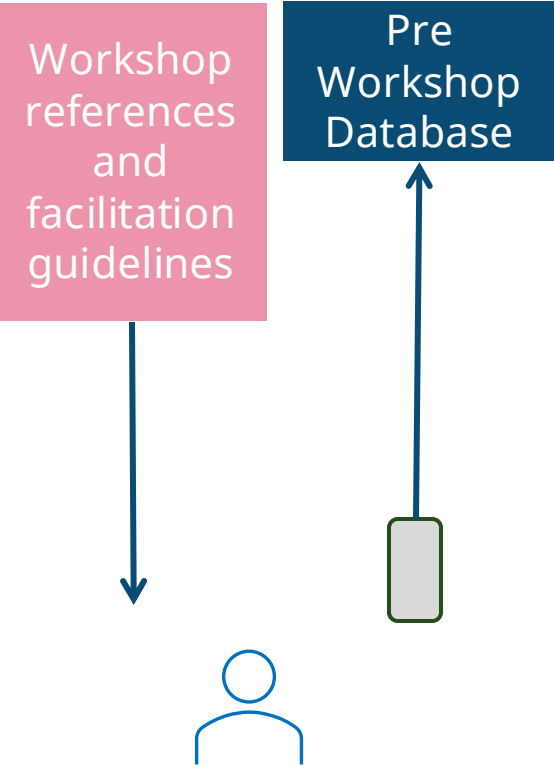 Workshop
references
and
facilitation
guidelines
Pre
Workshop
Database